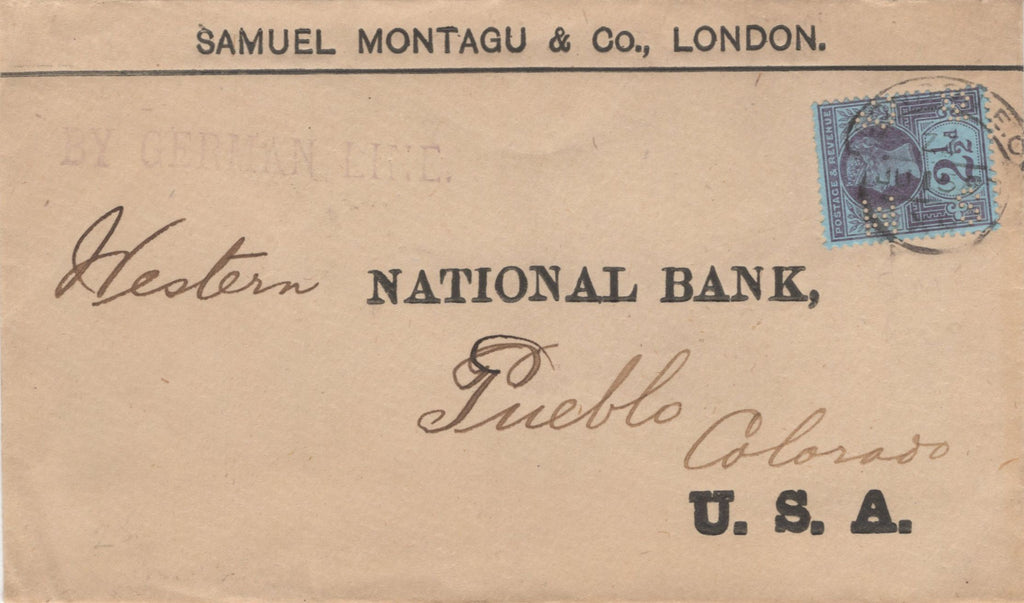 SAMUEL MONTAGU & Co., LONDON.
POSTAGE & REVENUE
2½d
BY GERMAN LINE.
Western NATIONAL BANK,
Pueblo
Colorado
U. S. A.